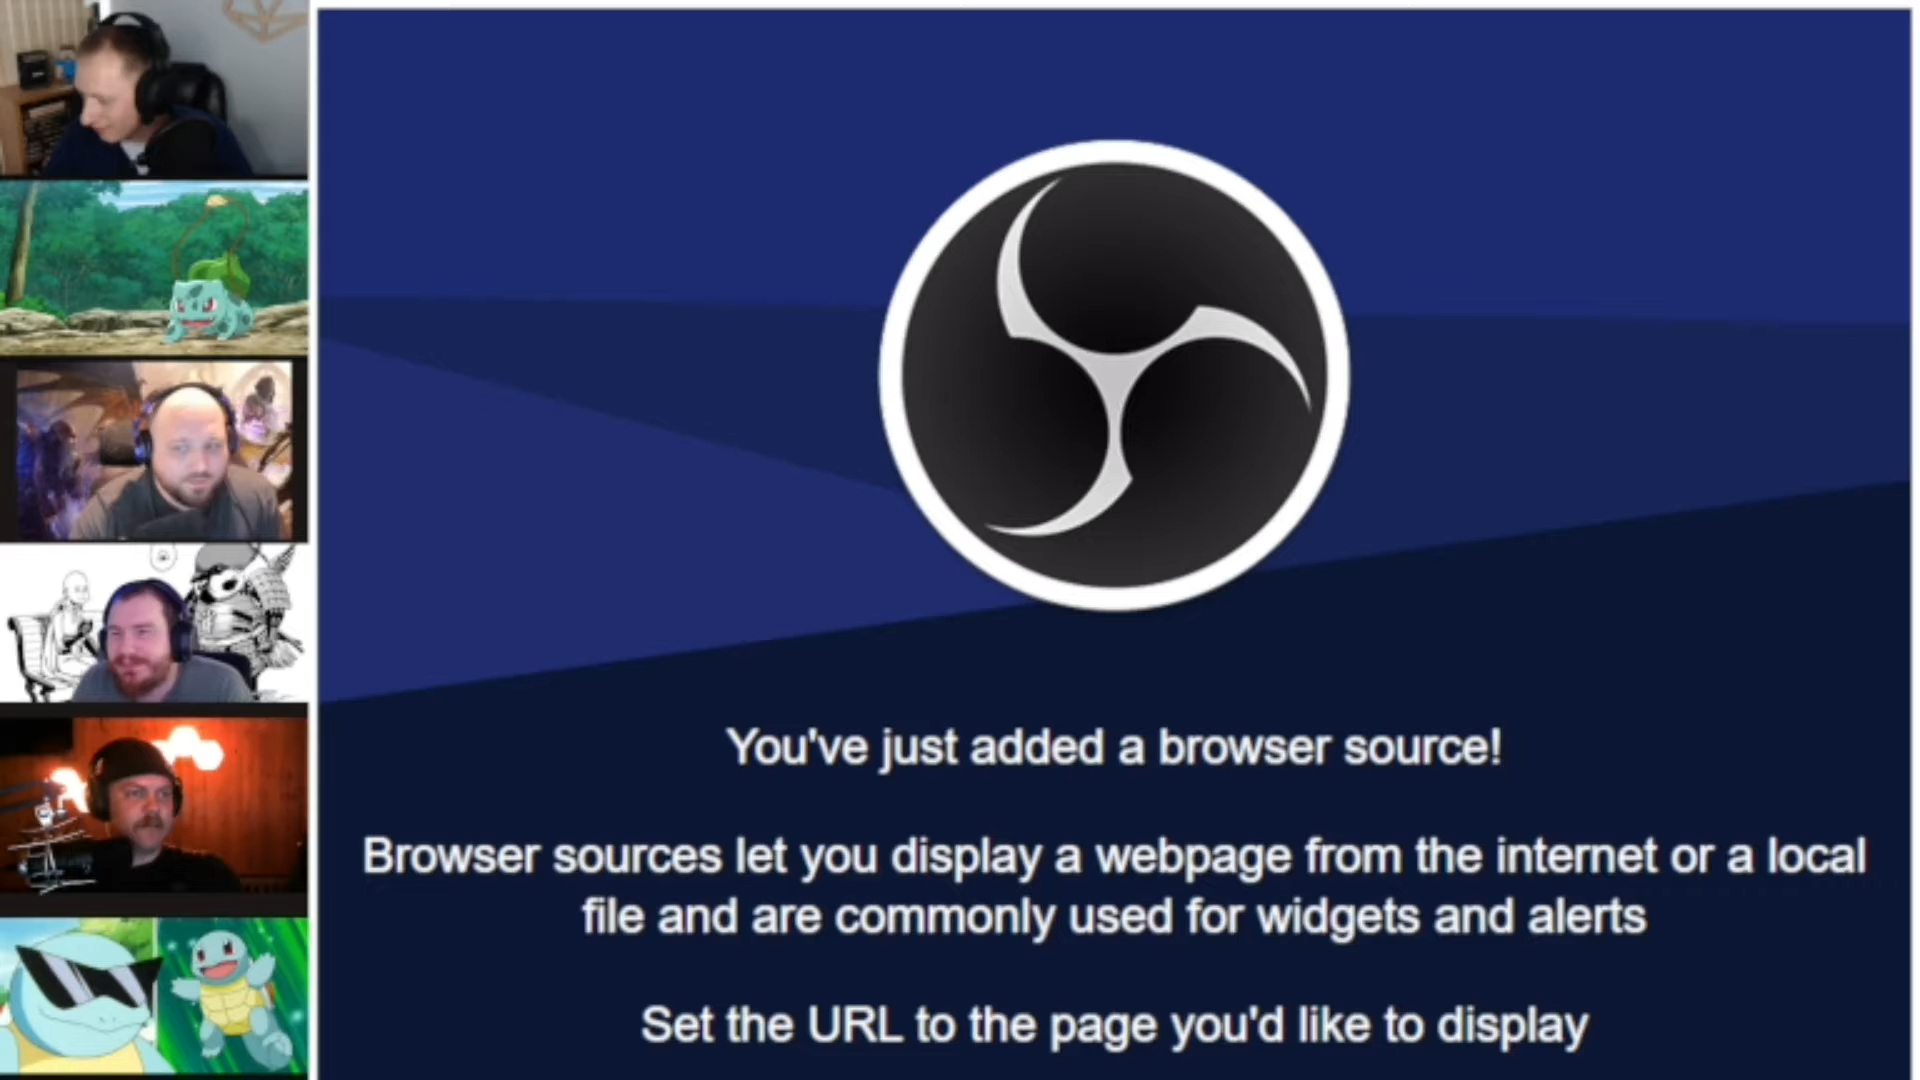 You've just added a browser source!
Browser sources let you display a webpage from the internet or a local
file and are commonly used for widgets and alerts
Set the URL to the page you'd like to display